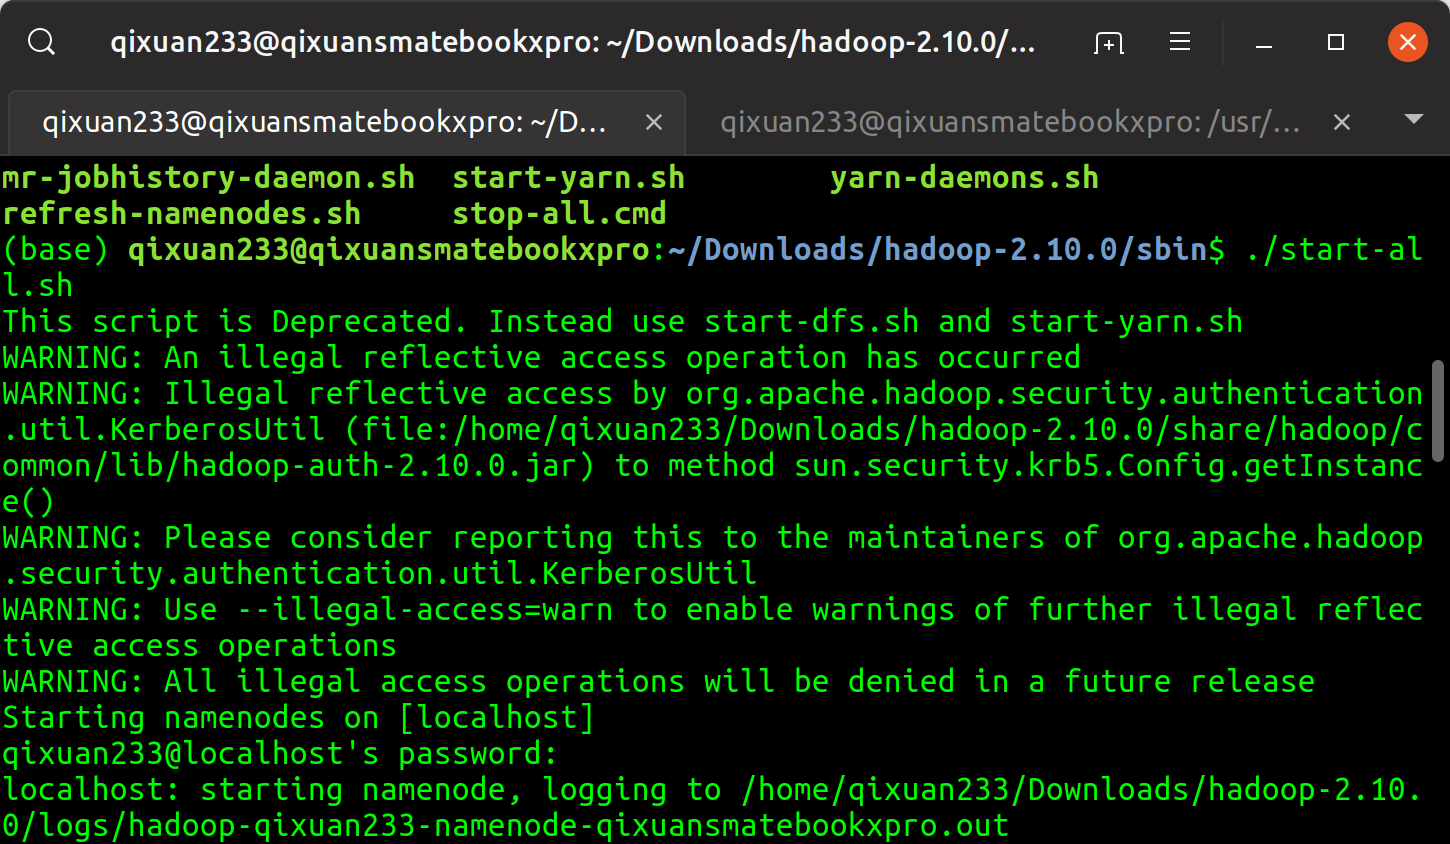 qixuan233@qixuansmatebookxpro: ~/Downloads/hadoop-2.10.0/...
qixuan233@qixuansmatebookxpro: ~/D... qixuan233@qixuansmatebookxpro: /usr/...
mr-jobhistory-daemon.sh  start-yarn.sh        yarn-daemons.sh
refresh-namenodes.sh     stop-all.cmd
(base) qixuan233@qixuansmatebookxpro:~/Downloads/hadoop-2.10.0/sbin$ ./start-al
l.sh
This script is Deprecated. Instead use start-dfs.sh and start-yarn.sh
WARNING: An illegal reflective access operation has occurred
WARNING: Illegal reflective access by org.apache.hadoop.security.authentication
.util.KerberosUtil (file:/home/qixuan233/Downloads/hadoop-2.10.0/share/hadoop/c
ommon/lib/hadoop-auth-2.10.0.jar) to method sun.security.krb5.Config.getInstanc
e()
WARNING: Please consider reporting this to the maintainers of org.apache.hadoop
.security.authentication.util.KerberosUtil
WARNING: Use --illegal-access=warn to enable warnings of further illegal reflec
tive access operations
WARNING: All illegal access operations will be denied in a future release
Starting namenodes on [localhost]
qixuan233@localhost's password:
localhost: starting namenode, logging to /home/qixuan233/Downloads/hadoop-2.10.
0/logs/hadoop-qixuan233-namenode-qixuansmatebookxpro.out